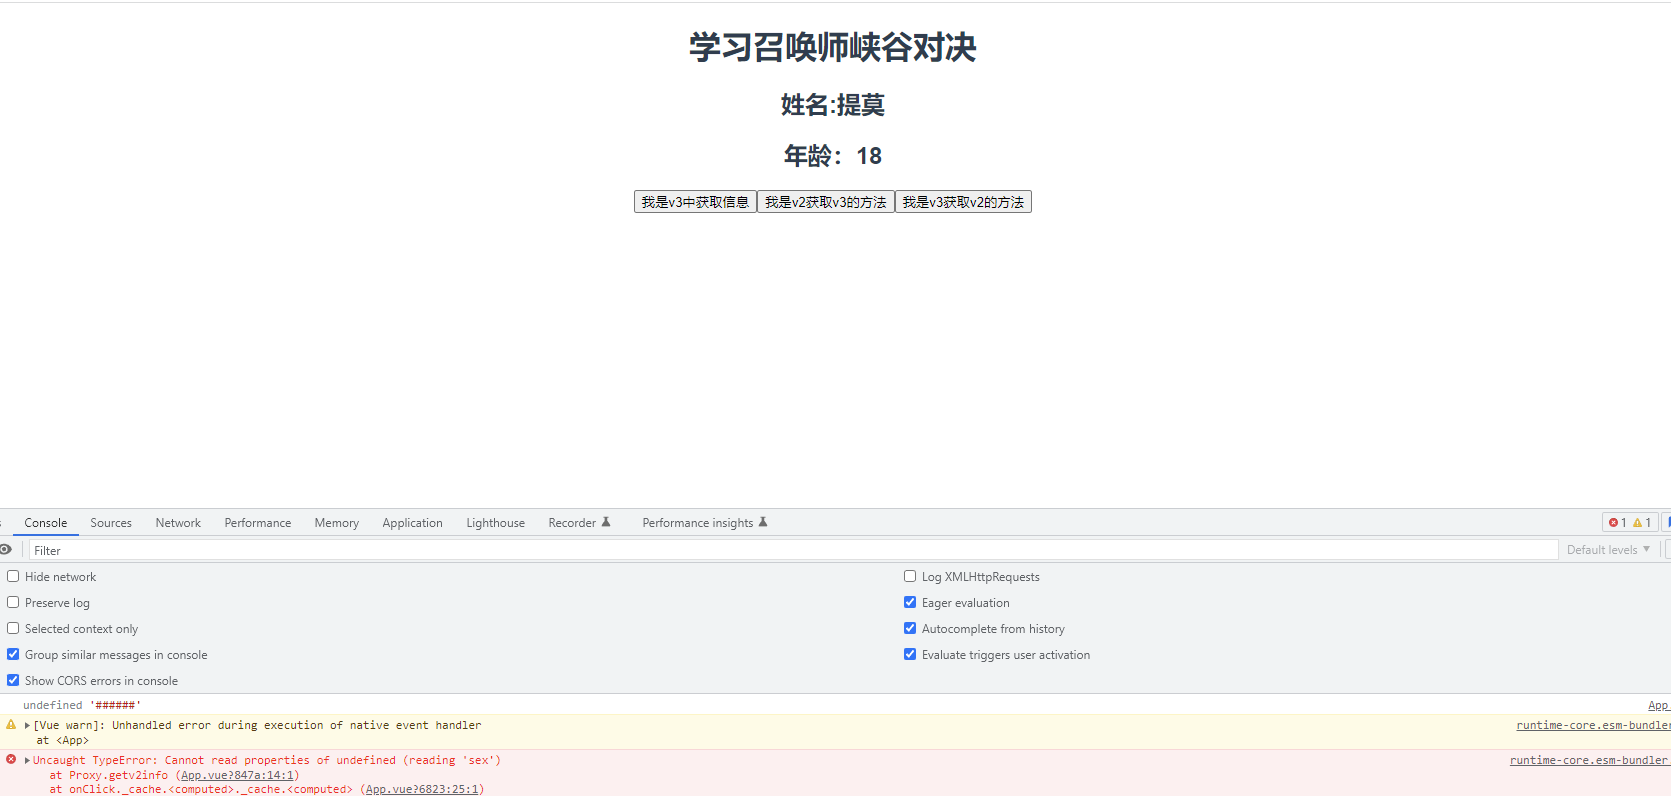 学习召唤师峡谷对决
姓名:提莫
年龄：18
我是v3中获取信息 我是v2获取v3的方法 我是v3获取v2的方法
Console Sources Network Performance Memory Application Lighthouse Recorder Performance insights 1 1
Filter Default levels ▼
Hide network Log XMLHttpRequests
Preserve log Eager evaluation
Selected context only Autocomplete from history
Group similar messages in console Evaluate triggers user activation
Show CORS errors in console
undefined '######' App
[Vue warn]: Unhandled error during execution of native event handler runtime-core.esm-bundler
at <App>
Uncaught TypeError: Cannot read properties of undefined (reading 'sex') runtime-core.esm-bundler.
at Proxy.getv2info (App.vue?847a:14:1)
at onClick._cache.<computed>._cache.<computed> (App.vue?6823:25:1)